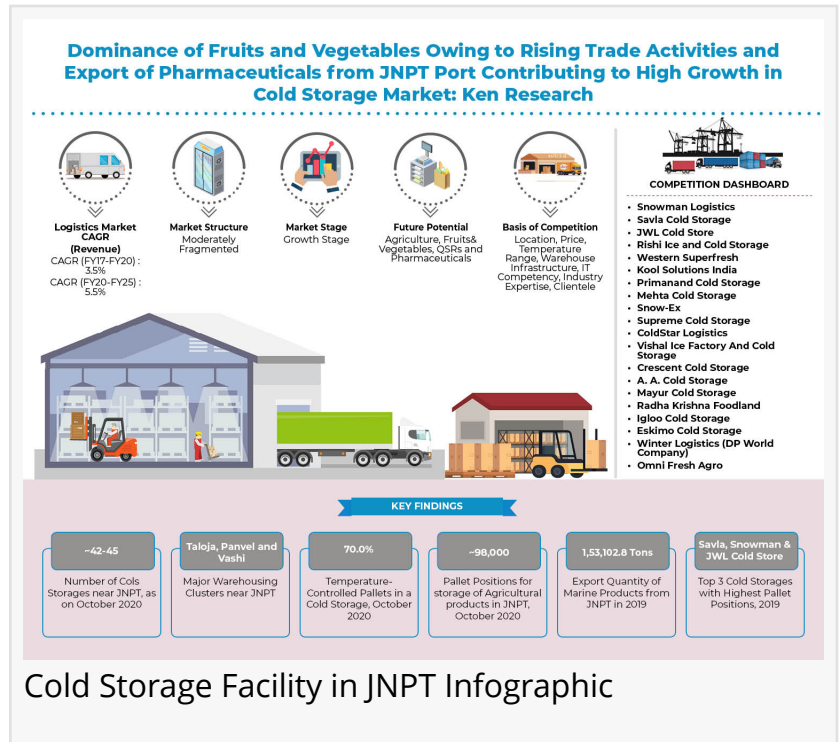 Dominance of Fruits and Vegetables Owing to Rising Trade Activities and
Export of Pharmaceuticals from JNPT Port Contributing to High Growth in
Cold Storage Market: Ken Research
Logistics Market
CAGR
(Revenue)
CAGR (FY17-FY20) :
3.5%
CAGR (FY20-FY25) :
5.5%
Market Structure
Moderately
Fragmented
Market Stage
Growth Stage
Future Potential
Agriculture, Fruits&
Vegetables, QSRs and
Pharmaceuticals
Basis of Competition
Location, Price,
Temperature
Range, Warehouse
Infrastructure, IT
Competency, Industry
Expertise, Clientele
COMPETITION DASHBOARD
• Snowman Logistics
• Savla Cold Storage
• JWL Cold Store
• Rishi Ice and Cold Storage
• Western Superfresh
• Kool Solutions India
• Primanand Cold Storage
• Mehta Cold Storage
• Snow-Ex
• Supreme Cold Storage
• ColdStar Logistics
• Vishal Ice Factory And Cold
Storage
• Crescent Cold Storage
• A. A. Cold Storage
• Mayur Cold Storage
• Radha Krishna Foodland
• Igloo Cold Storage
• Eskimo Cold Storage
• Winter Logistics (DP World
Company)
• Omni Fresh Agro
KEY FINDINGS
~42-45
Number of Cols
Storages near JNPT, as
on October 2020
Taloja, Panvel and
Vashi
Major Warehousing
Clusters near JNPT
70.0%
Temperature-
Controlled Pallets in a
Cold Storage, October
2020
~98,000
Pallet Positions for
storage of Agricultural
products in JNPT,
October 2020
1,53,102.8 Tons
Export Quantity of
Marine Products from
JNPT in 2019
Savla, Snowman &
JWL Cold Store
Top 3 Cold Storages
with Highest Pallet
Positions, 2019
Cold Storage Facility in JNPT Infographic